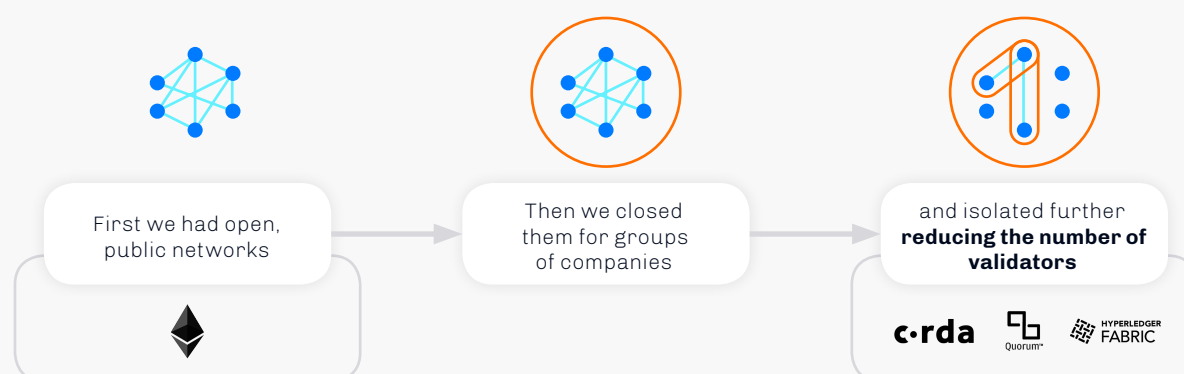 First we had open,
public networks
Then we closed
them for groups
of companies
and isolated further
reducing the number of
validators
c·rda
Quorum™
HYPERLEDGER
FABRIC